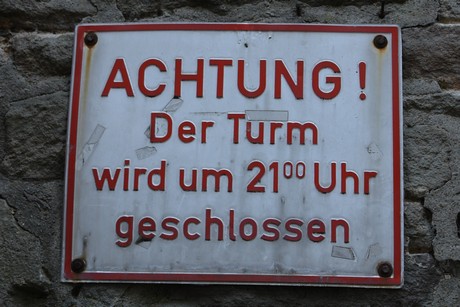 ACHTUNG!
Der Turm
wird um 21⁰⁰ Uhr
geschlossen